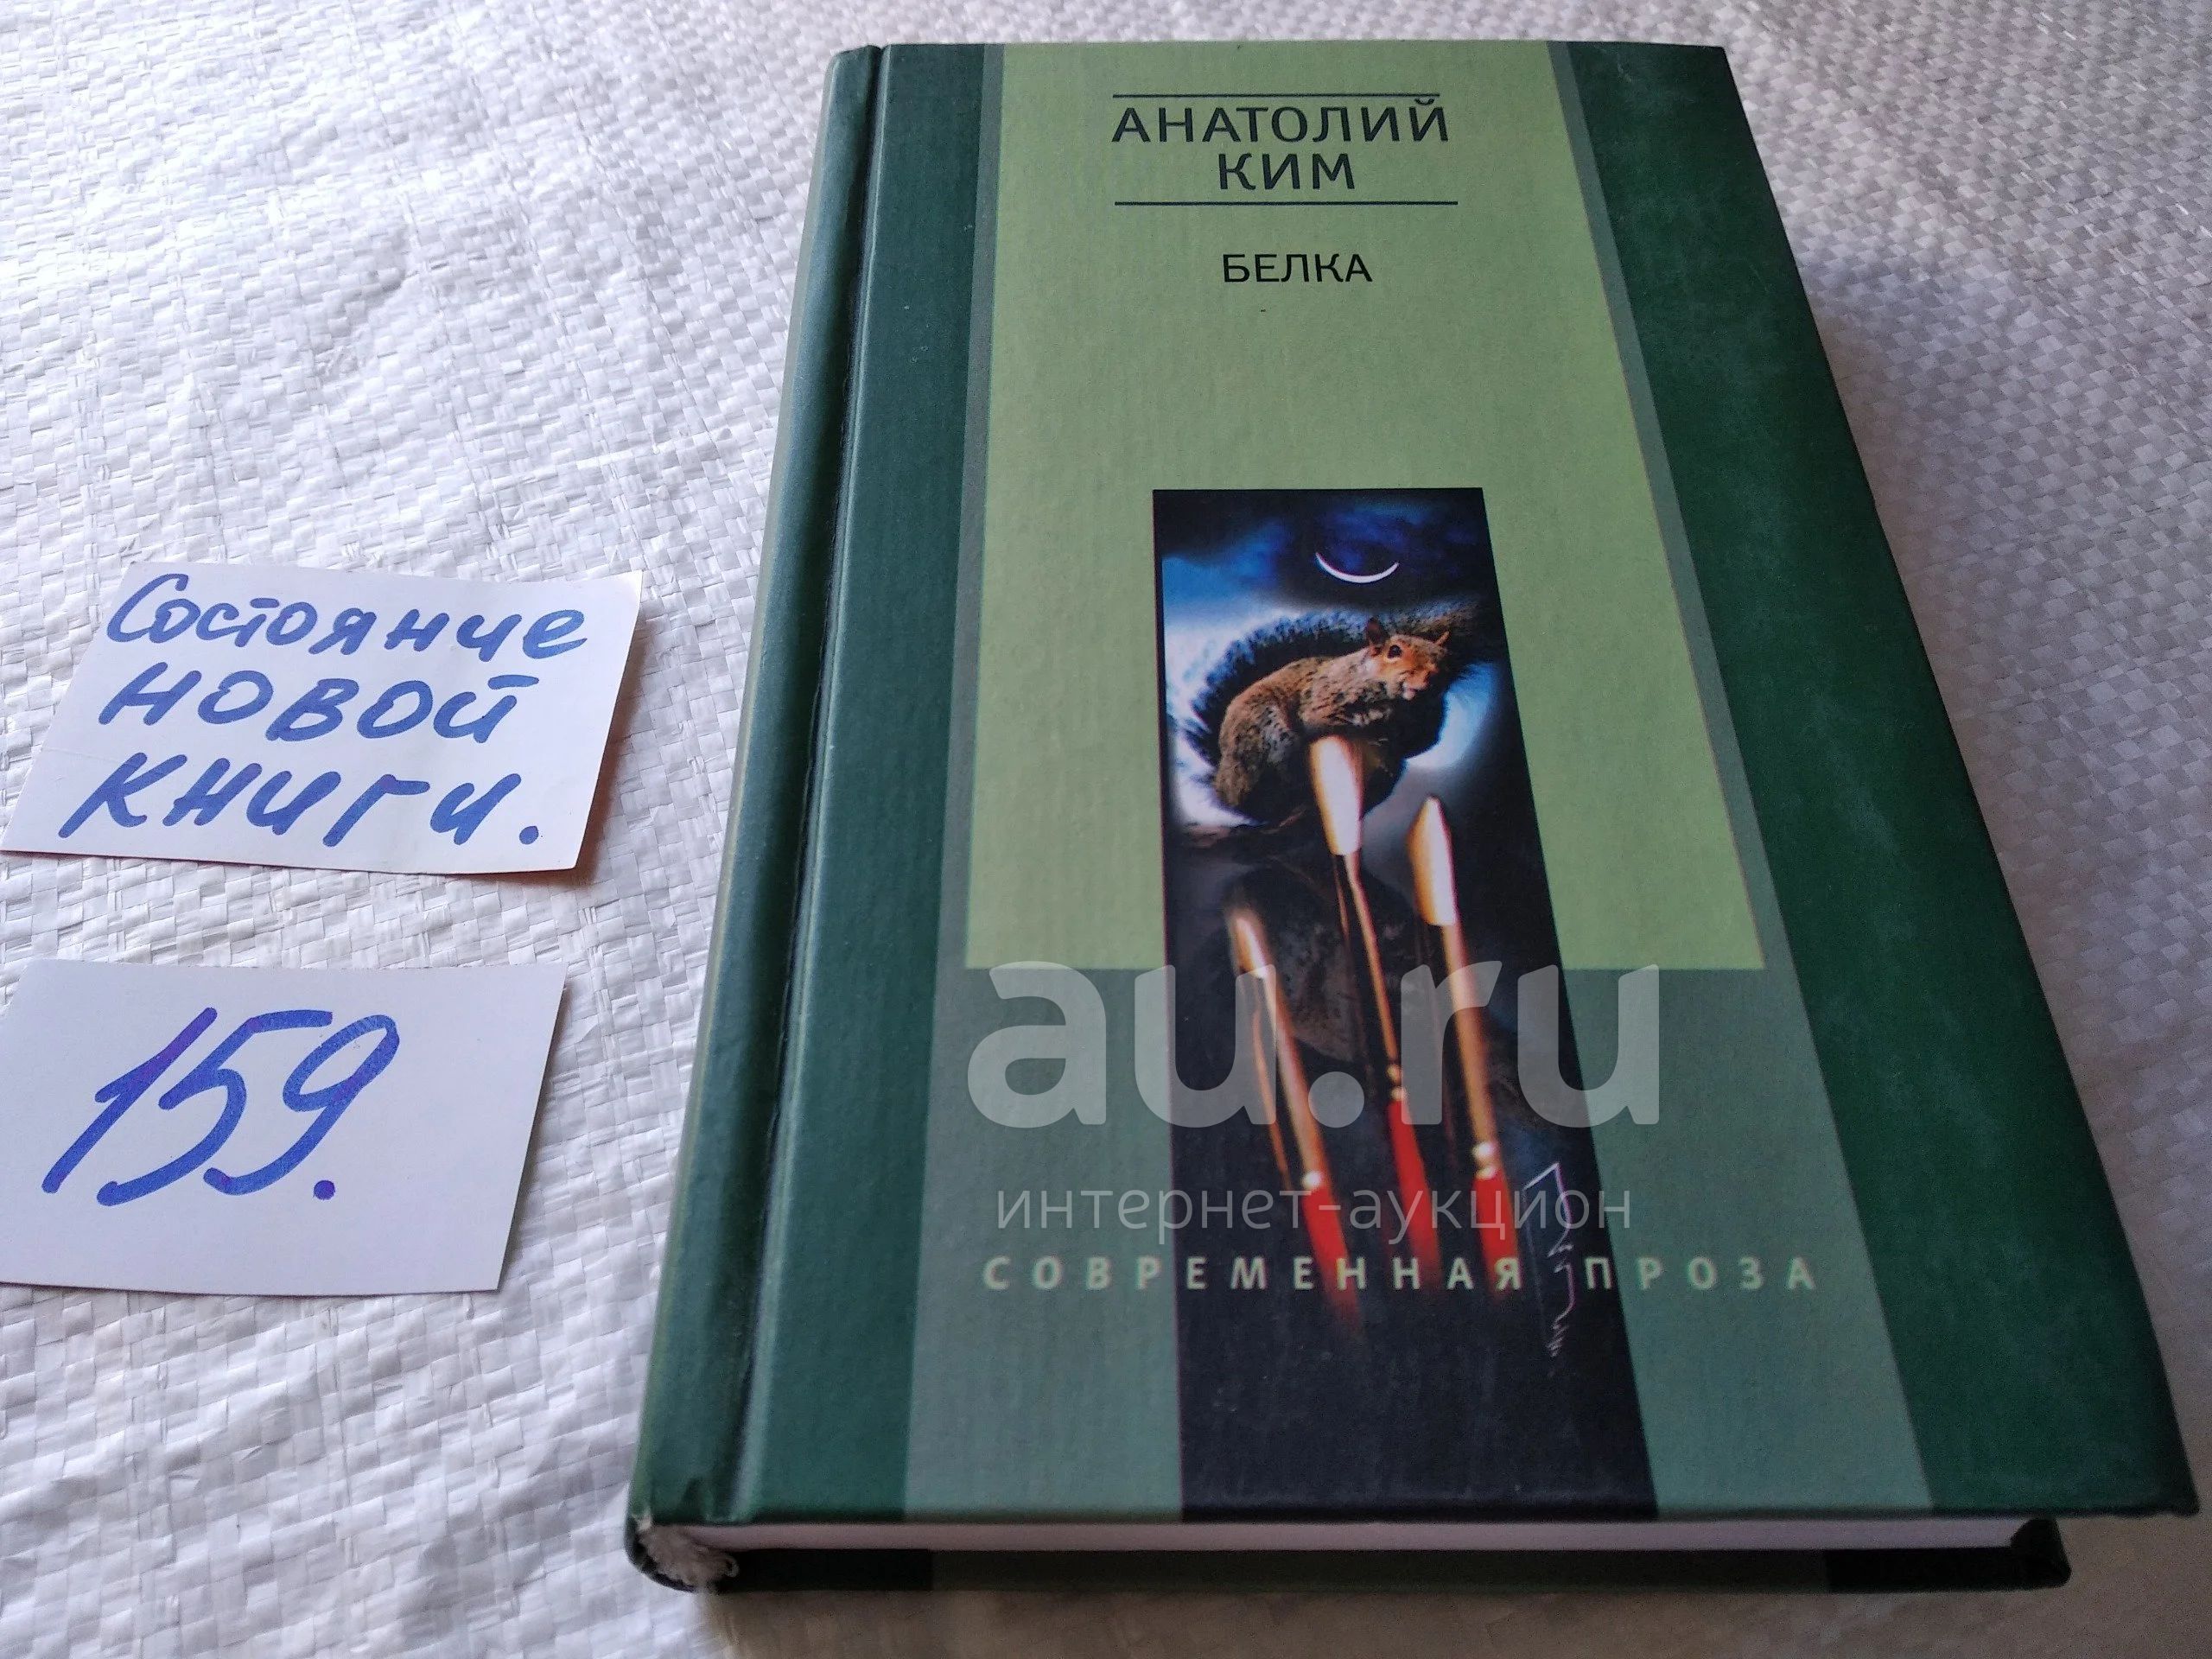 АНАТОЛИЙ
КИМ
БЕЛКА
Состояние
новой
книги.
159.
au.ru
интернет-аукцион
СОВРЕМЕННАЯ ПРОЗА